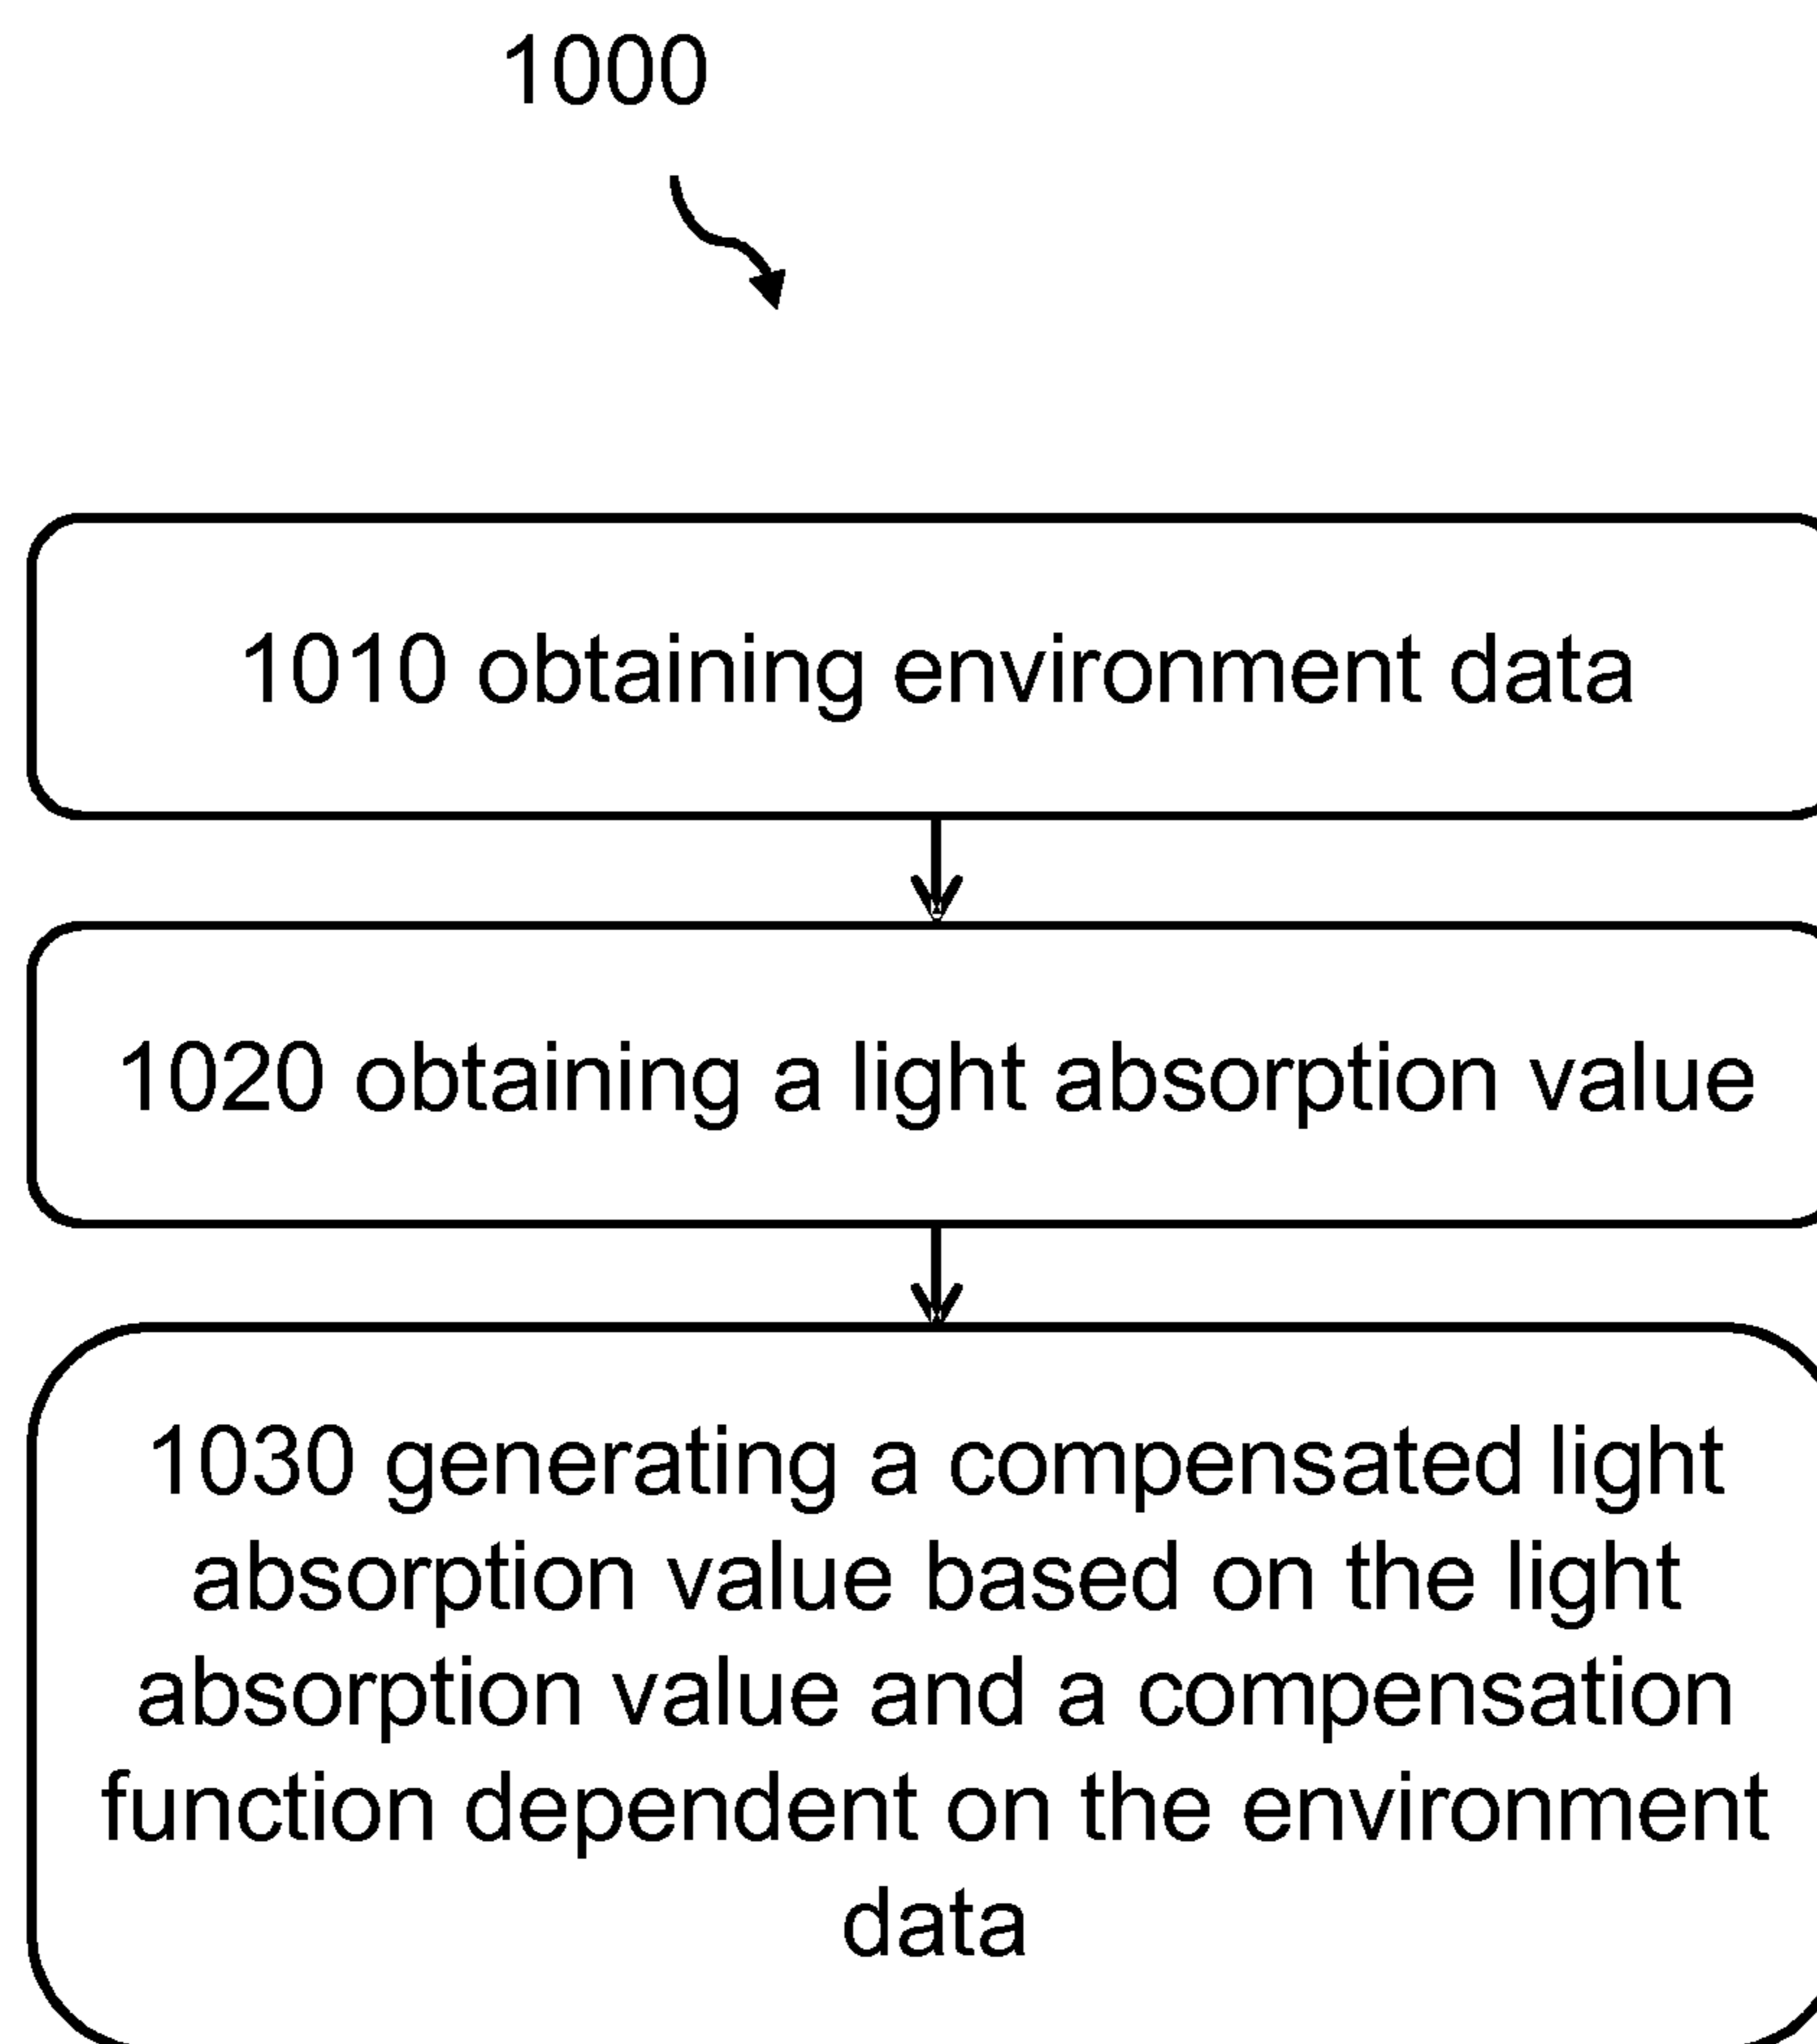 1000
1010 obtaining environment data
1020 obtaining a light absorption value
1030 generating a compensated light
absorption value based on the light
absorption value and a compensation
function dependent on the environment
data